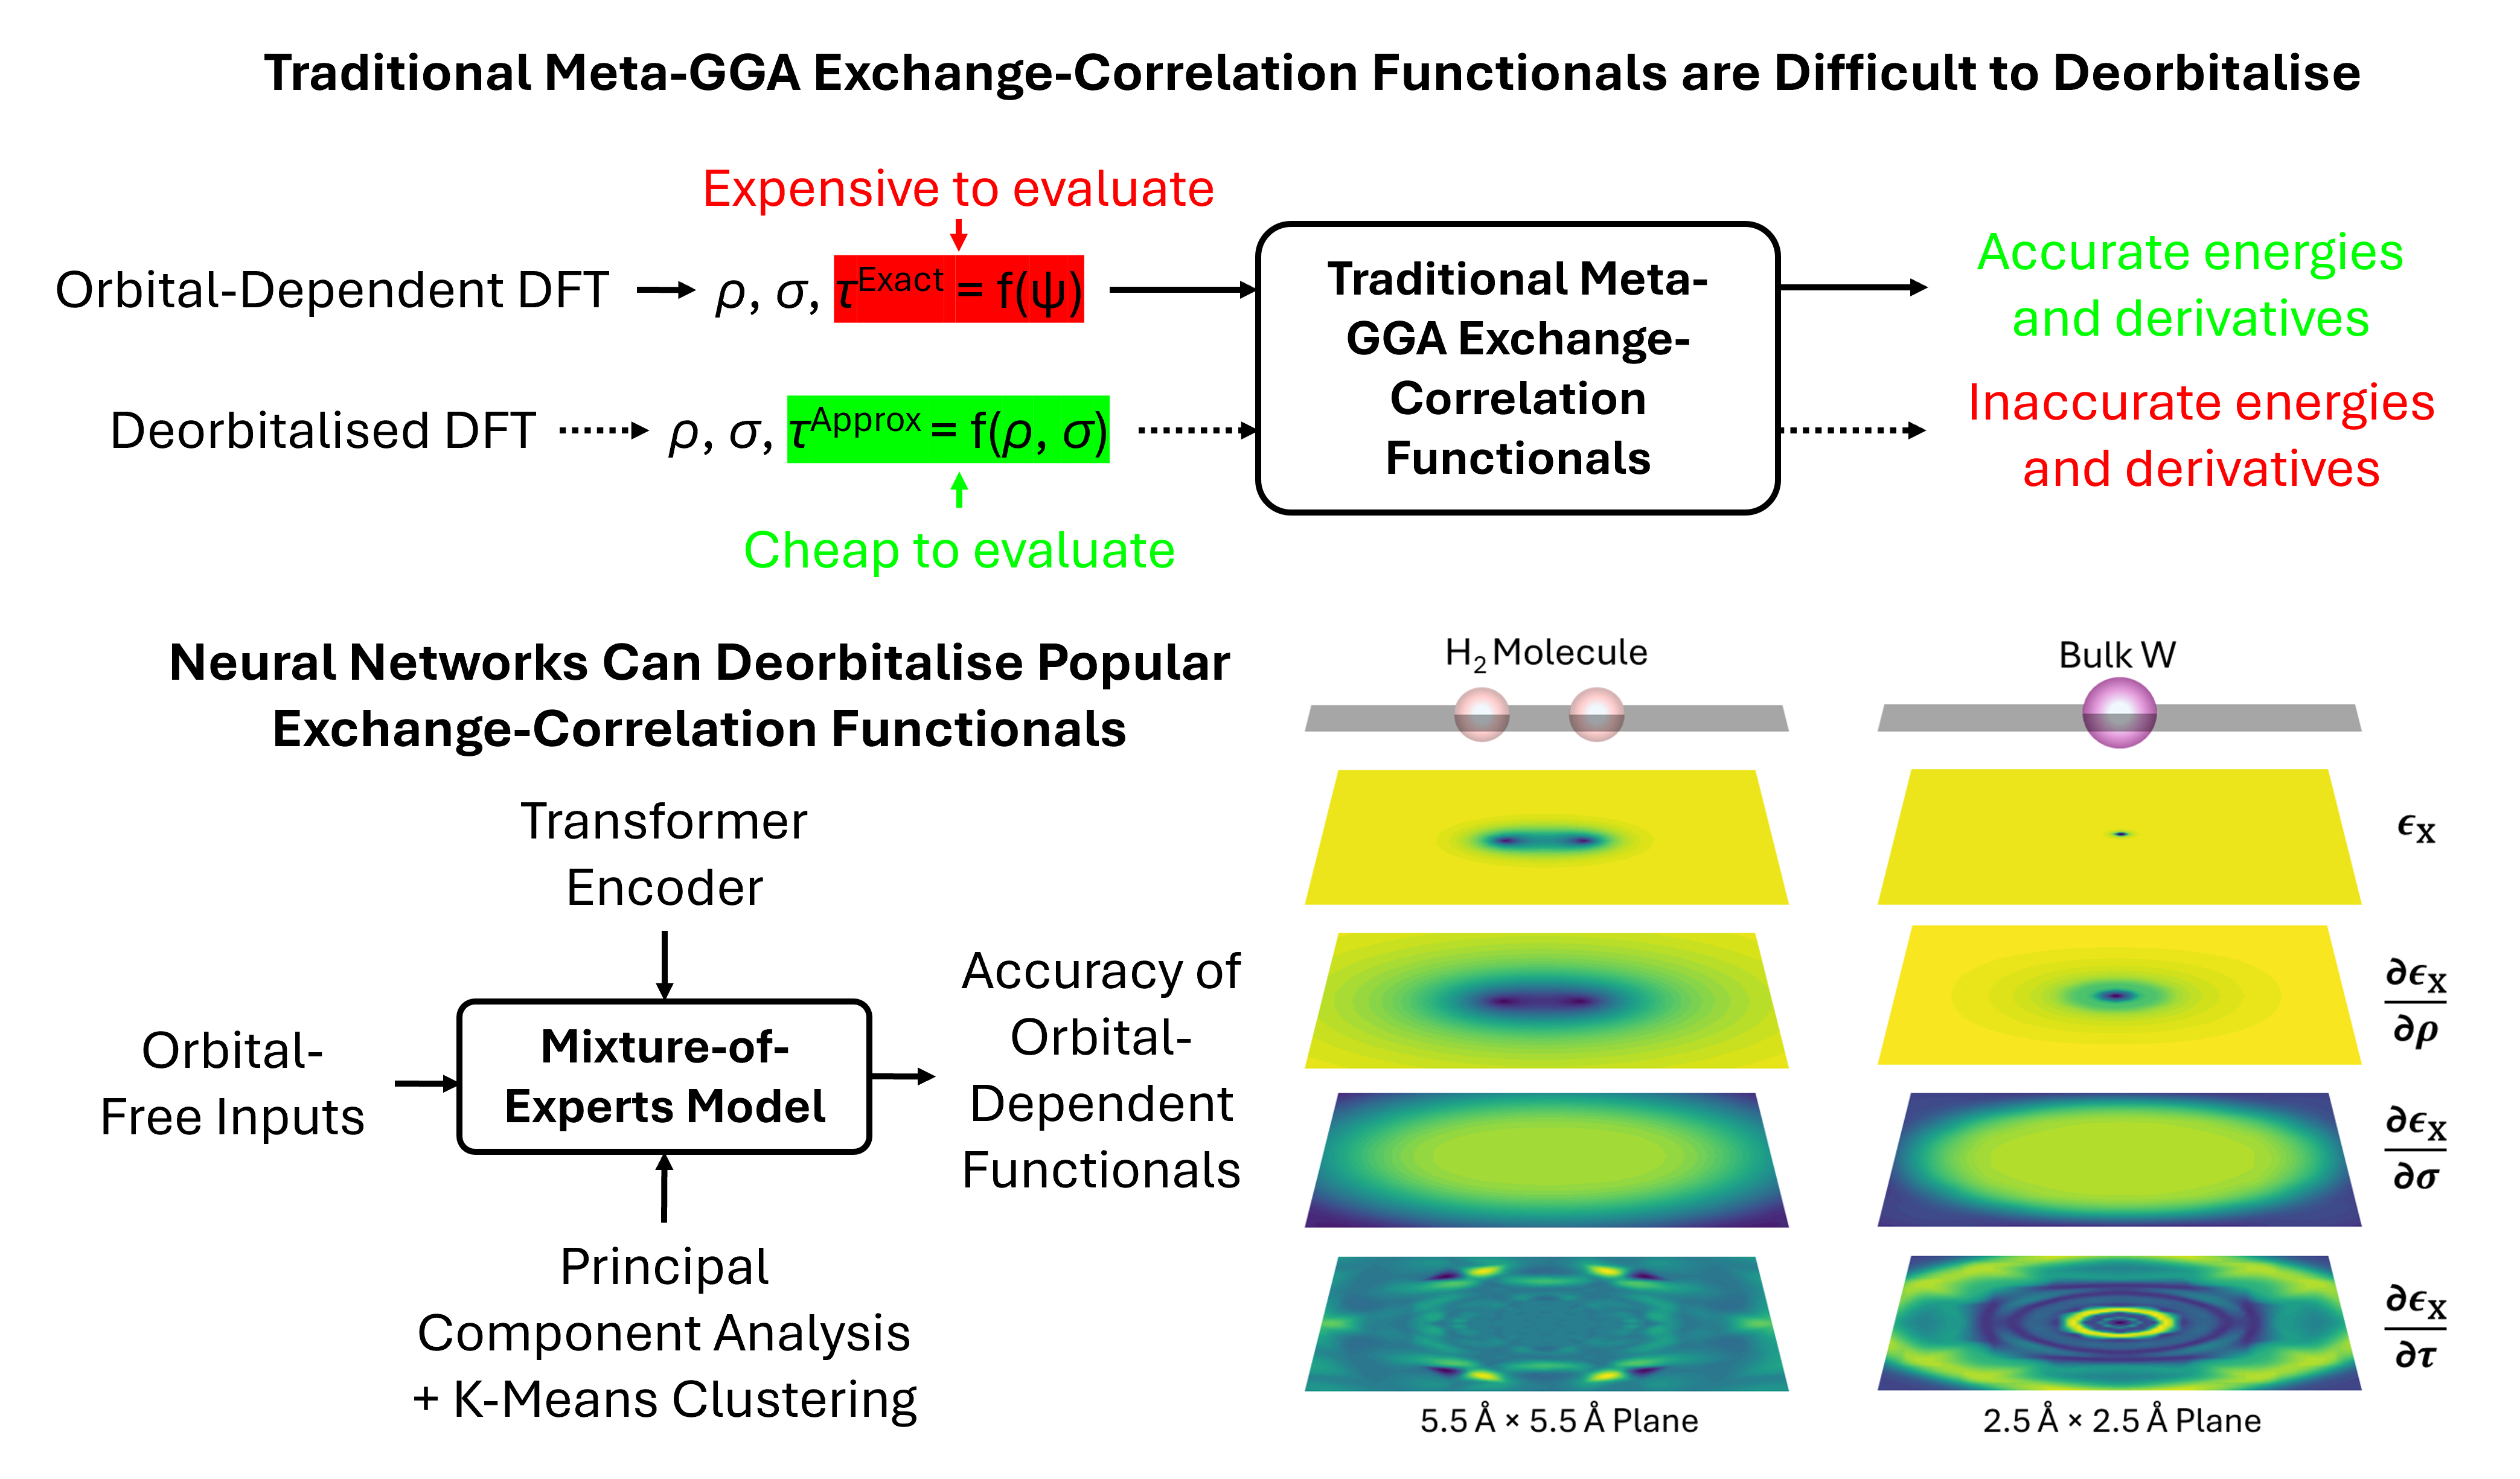 Traditional Meta-GGA Exchange-Correlation Functionals are Difficult to Deorbitalise
Expensive to evaluate
Orbital-Dependent DFT
ρ, σ, τ^Exact = f(ψ)
Deorbitalised DFT
ρ, σ, τ^Approx = f(ρ, σ)
Cheap to evaluate
Traditional Meta-
GGA Exchange-
Correlation
Functionals
Accurate energies
and derivatives
Inaccurate energies
and derivatives
Neural Networks Can Deorbitalise Popular
Exchange-Correlation Functionals
Transformer
Encoder
Orbital-
Free Inputs
Mixture-of-
Experts Model
Principal
Component Analysis
+ K-Means Clustering
Accuracy of
Orbital-
Dependent
Functionals
H₂ Molecule
Bulk W
ϵ_X
∂ϵ_X
∂ρ
∂ϵ_X
∂σ
∂ϵ_X
∂τ
5.5 Å × 5.5 Å Plane
2.5 Å × 2.5 Å Plane